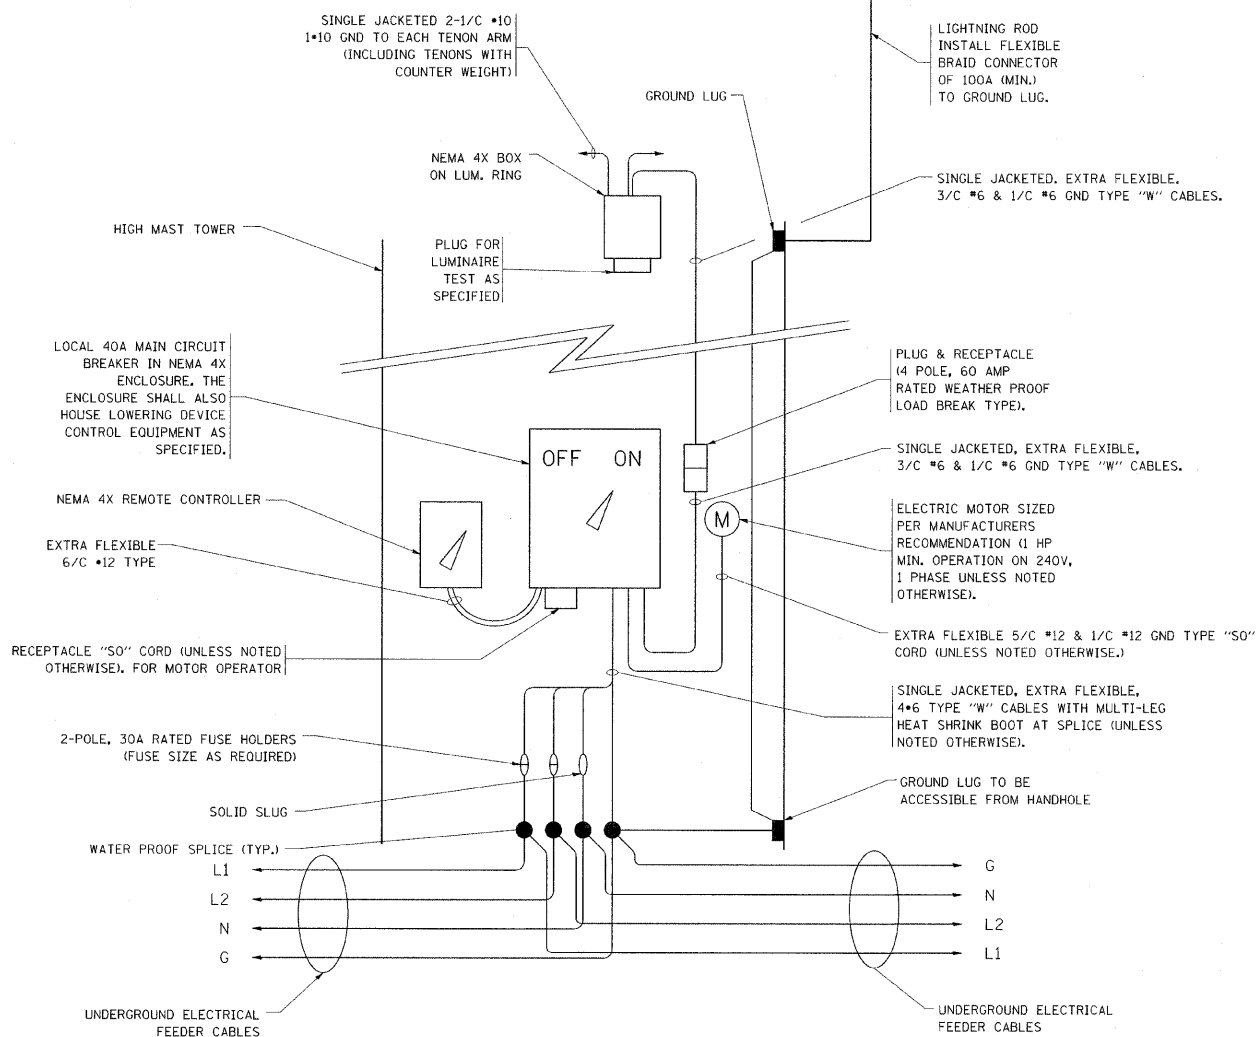 SINGLE JACKETED 2-1/C •10
1•10 GND TO EACH TENON ARM
(INCLUDING TENONS WITH
COUNTER WEIGHT)
LIGHTNING ROD
INSTALL FLEXIBLE
BRAID CONNECTOR
OF 100A (MIN.)
TO GROUND LUG.
GROUND LUG
NEMA 4X BOX
ON LUM. RING
SINGLE JACKETED. EXTRA FLEXIBLE.
3/C #6 & 1/C #6 GND TYPE "W" CABLES.
HIGH MAST TOWER
PLUG FOR
LUMINAIRE
TEST AS
SPECIFIED
LOCAL 40A MAIN CIRCUIT
BREAKER IN NEMA 4X
ENCLOSURE. THE
ENCLOSURE SHALL ALSO
HOUSE LOWERING DEVICE
CONTROL EQUIPMENT AS
SPECIFIED.
PLUG & RECEPTACLE
(4 POLE, 60 AMP
RATED WEATHER PROOF
LOAD BREAK TYPE).
OFF ON
SINGLE JACKETED, EXTRA FLEXIBLE,
3/C #6 & 1/C #6 GND TYPE "W" CABLES.
NEMA 4X REMOTE CONTROLLER
M
ELECTRIC MOTOR SIZED
PER MANUFACTURERS
RECOMMENDATION (1 HP
MIN. OPERATION ON 240V,
1 PHASE UNLESS NOTED
OTHERWISE).
EXTRA FLEXIBLE
6/C •12 TYPE
RECEPTACLE "SO" CORD (UNLESS NOTED
OTHERWISE). FOR MOTOR OPERATOR
EXTRA FLEXIBLE 5/C #12 & 1/C #12 GND TYPE "SO"
CORD (UNLESS NOTED OTHERWISE.)
SINGLE JACKETED, EXTRA FLEXIBLE,
4•6 TYPE "W" CABLES WITH MULTI-LEG
HEAT SHRINK BOOT AT SPLICE (UNLESS
NOTED OTHERWISE).
2-POLE, 30A RATED FUSE HOLDERS
(FUSE SIZE AS REQUIRED)
SOLID SLUG
GROUND LUG TO BE
ACCESSIBLE FROM HANDHOLE
WATER PROOF SPLICE (TYP.)
L1
L2
N
G
G
N
L2
L1
UNDERGROUND ELECTRICAL
FEEDER CABLES
UNDERGROUND ELECTRICAL
FEEDER CABLES